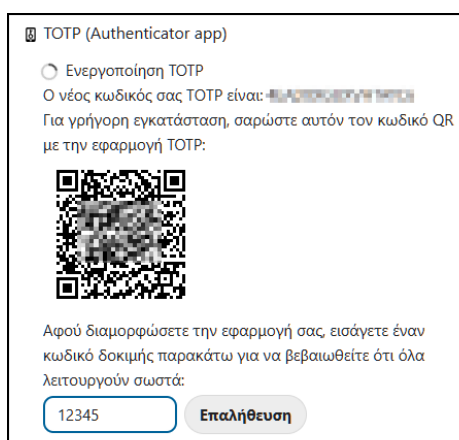 TOTP (Authenticator app)
Ενεργοποίηση TOTP
Ο νέος κωδικός σας TOTP είναι:
Για γρήγορη εγκατάσταση, σαρώστε αυτόν τον κωδικό QR
με την εφαρμογή TOTP:
Αφού διαμορφώσετε την εφαρμογή σας, εισάγετε έναν
κωδικό δοκιμής παρακάτω για να βεβαιωθείτε ότι όλα
λειτουργούν σωστά:
12345 Επαλήθευση